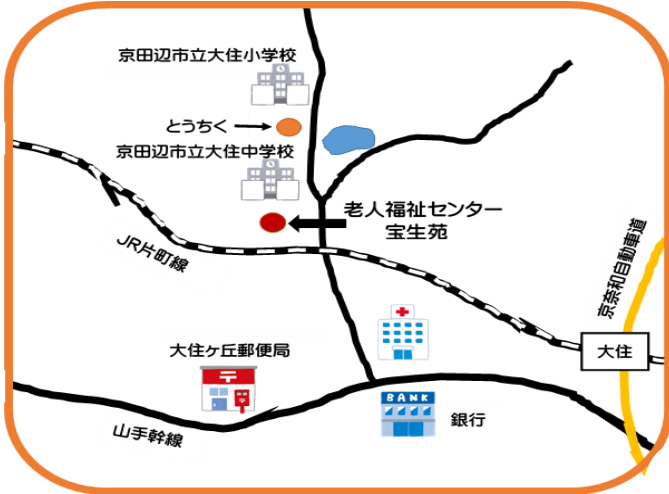 京田辺市立大住小学校
とうちく
京田辺市立大住中学校
老人福祉センター
宝生苑
JR片町線
京奈和自動車道
大住
大住ヶ丘郵便局
BANK
銀行
山手幹線